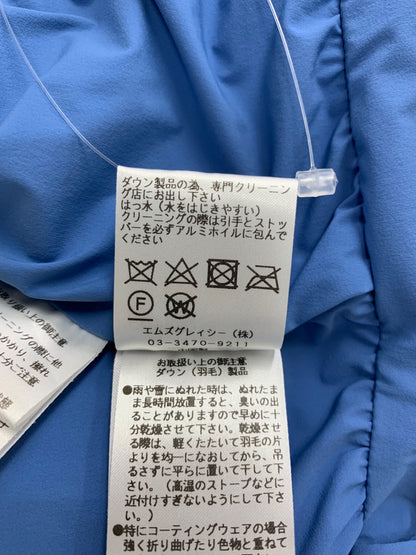 ダウン製品の為、専門クリーニン
グ店にお出し下さい
はっ水（水をはじきやすい）
クリーニングの際は引手とストッ
パーを必ずアルミホイルに包んで
ください
F
W
エムズグレイシー(株)
03-3470-9211
お取扱い上の御注意
ダウン（羽毛）製品
●雨や雪にぬれた時は、ぬれたま
ま長時間放置すると、臭いの出
ることがありますので早めに十
分乾燥させて下さい。乾燥させ
る際は、軽くたたいて羽毛の片
よりを均一になおしてから、吊
るさずに平らに置いて干して下
さい。(高温のストーブなどに
近付けすぎないようにして下さ
い。)
●特にコーティングウェアの場合
強く折り曲げたり色物と重ね
扱い上の御注意